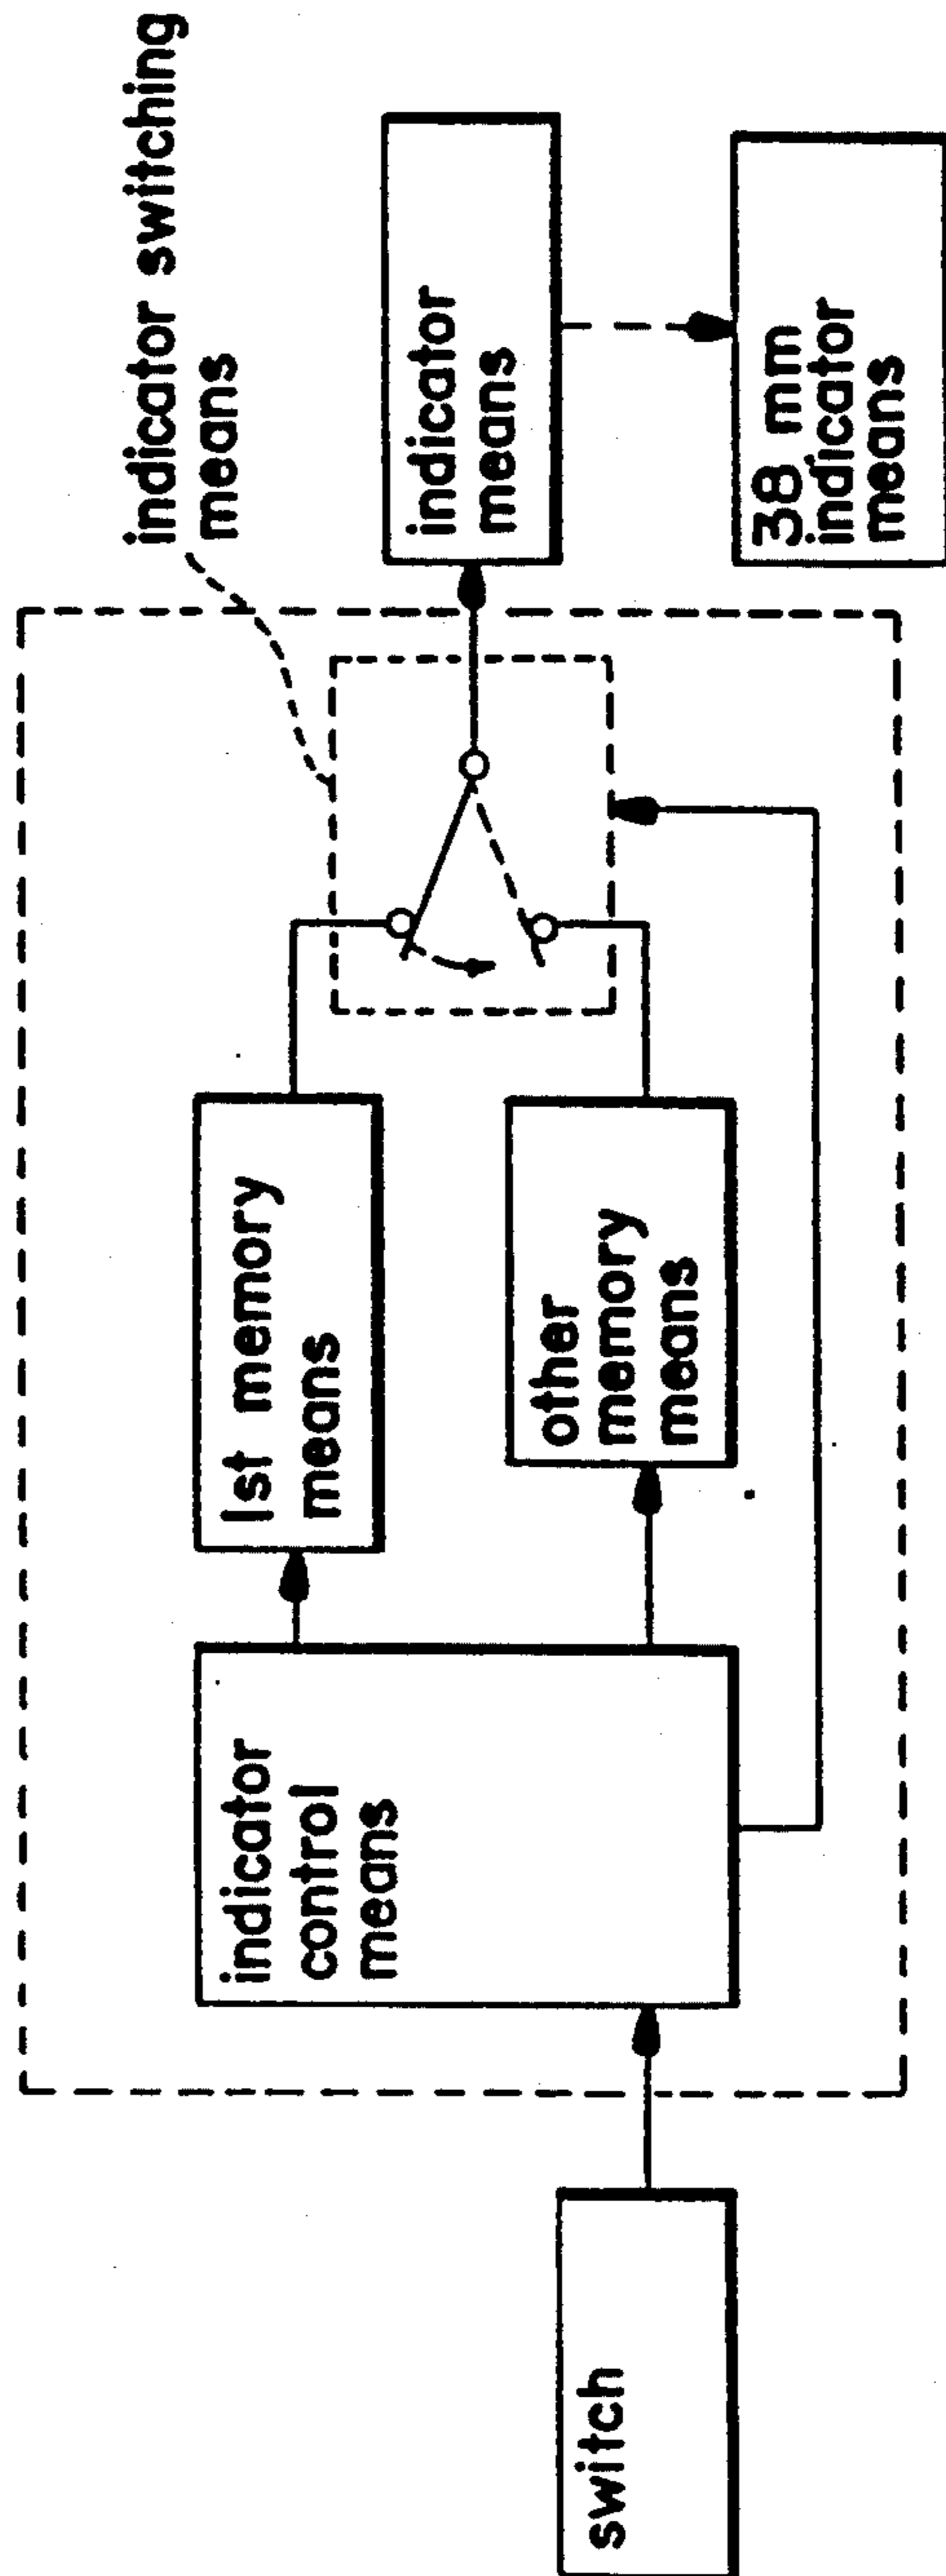 indicator switching
means
switch
indicator
control
means
1st memory
means
other
memory
means
indicator
means
38 mm
indicator
means